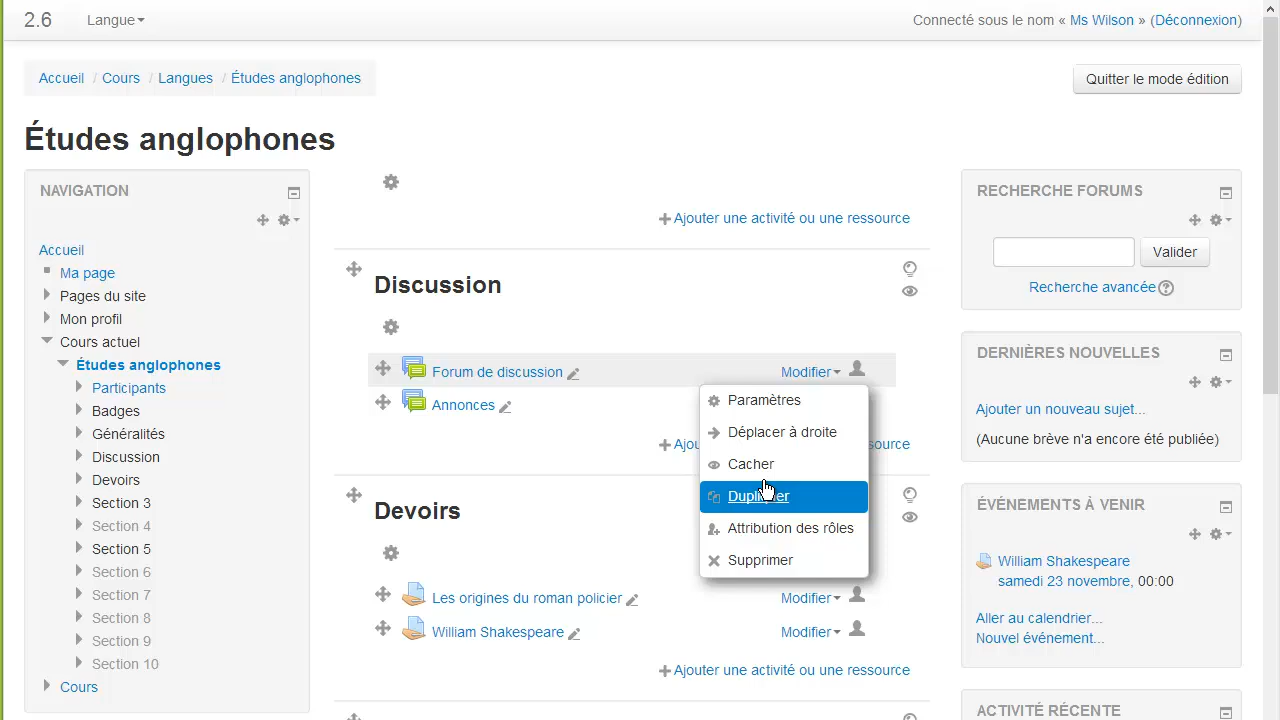 2.6 Langue Connecté sous le nom « Ms Wilson » (Déconnexion)
Accueil / Cours / Langues / Études anglophones
Quitter le mode édition
Études anglophones
NAVIGATION
Accueil
Ma page
Pages du site
Mon profil
Cours actuel
Études anglophones
Participants
Badges
Généralités
Discussion
Devoirs
Section 3
Section 4
Section 5
Section 6
Section 7
Section 8
Section 9
Section 10
Cours
Ajouter une activité ou une ressource
Discussion
Forum de discussion Modifier
Annonces
Paramètres
Déplacer à droite
Cacher
Dupliquer
Attribution des rôles
Supprimer
Devoirs
Les origines du roman policier Modifier
William Shakespeare Modifier
Ajouter une activité ou une ressource
RECHERCHE FORUMS
Valider
Recherche avancée
DERNIÈRES NOUVELLES
Ajouter un nouveau sujet...
(Aucune brève n'a encore été publiée)
ÉVÉNEMENTS À VENIR
William Shakespeare
samedi 23 novembre, 00:00
Aller au calendrier...
Nouvel événement...
ACTIVITÉ RÉCENTE